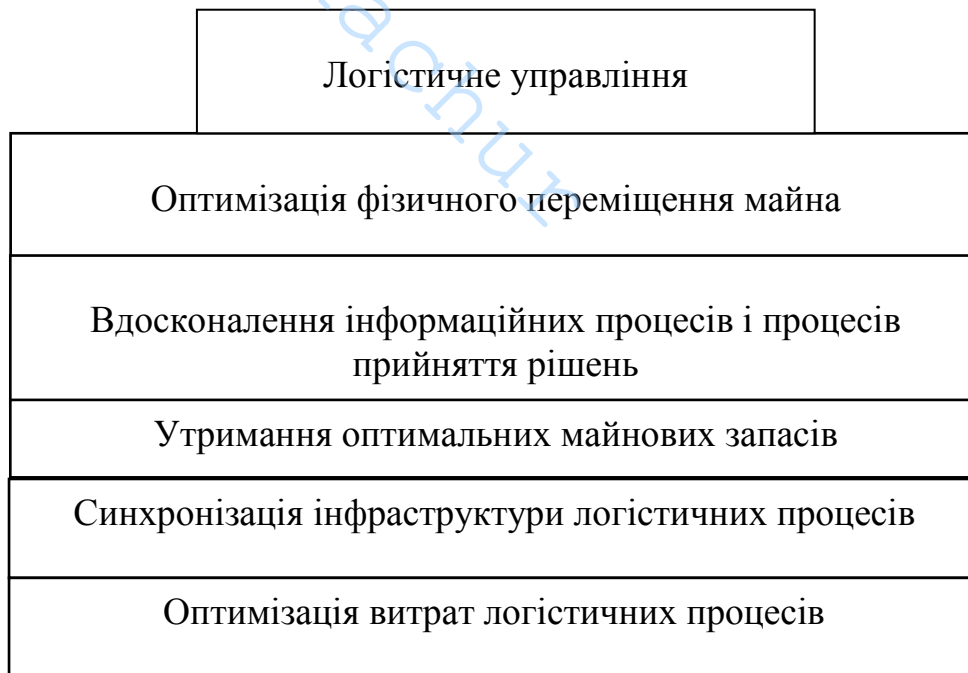 Логістичне управління
Оптимізація фізичного переміщення майна
Вдосконалення інформаційних процесів і процесів
прийняття рішень
Утримання оптимальних майнових запасів
Синхронізація інфраструктури логістичних процесів
Оптимізація витрат логістичних процесів